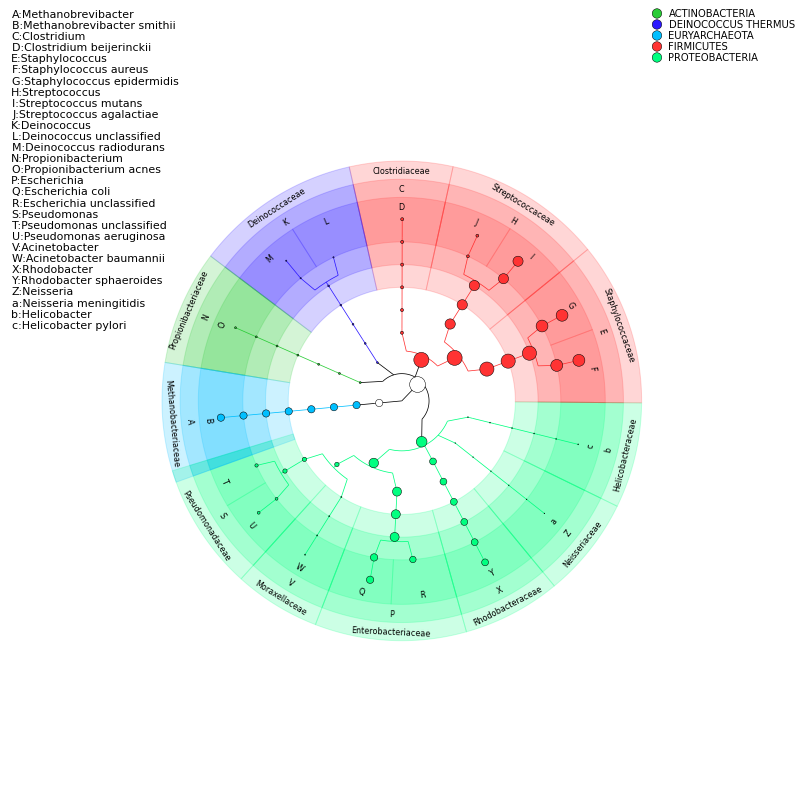 A:Methanobrevibacter
B:Methanobrevibacter smithii
C:Clostridium
D:Clostridium beijerinckii
E:Staphylococcus
F:Staphylococcus aureus
G:Staphylococcus epidermidis
H:Streptococcus
I:Streptococcus mutans
J:Streptococcus agalactiae
K:Deinococcus
L:Deinococcus unclassified
M:Deinococcus radiodurans
N:Propionibacterium
O:Propionibacterium acnes
P:Escherichia
Q:Escherichia coli
R:Escherichia unclassified
S:Pseudomonas
T:Pseudomonas unclassified
U:Pseudomonas aeruginosa
V:Acinetobacter
W:Acinetobacter baumannii
X:Rhodobacter
Y:Rhodobacter sphaeroides
Z:Neisseria
a:Neisseria meningitidis
b:Helicobacter
c:Helicobacter pylori
ACTINOBACTERIA
DEINOCOCCUS THERMUS
EURYARCHAEOTA
FIRMICUTES
PROTEOBACTERIA
Clostridiaceae
C
D
Streptococcaceae
J
H
I
Staphylococcaceae
G
E
F
Deinococcaceae
K
L
M
Propionibacteriaceae
N
O
Methanobacteriaceae
A
B
Pseudomonadaceae
T
S
U
Moraxellaceae
W
V
Enterobacteriaceae
Q
R
P
Rhodobacteraceae
Y
X
Neisseriaceae
a
Z
Helicobacteraceae
c
b